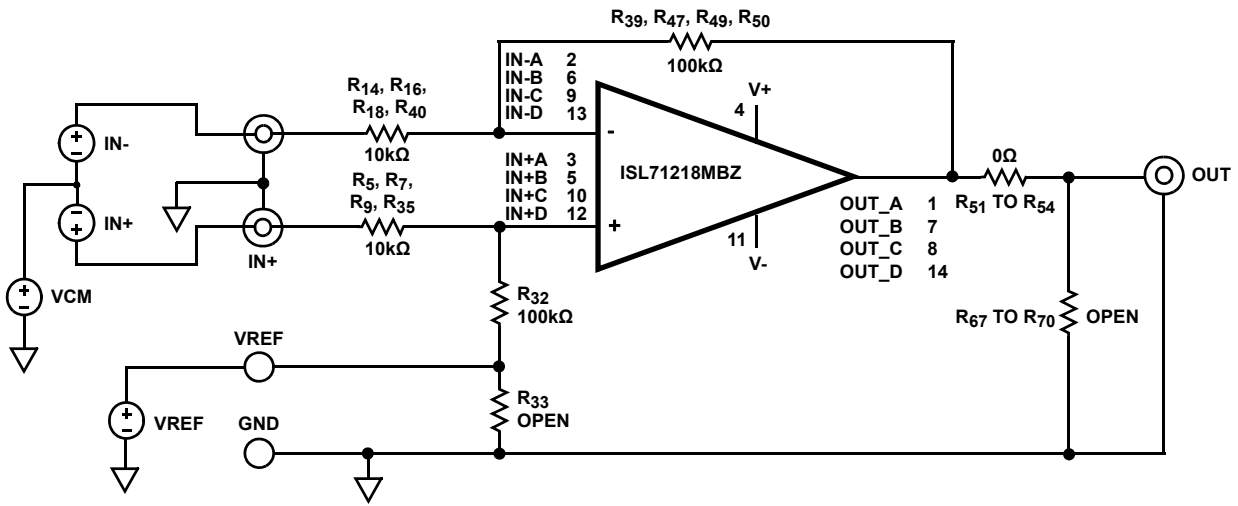 R39, R47, R49, R50
100kΩ
IN-A 2
IN-B 6
IN-C 9
IN-D 13
R14, R16,
R18, R40
10kΩ
V+
4
-
ISL71218MBZ
IN-
IN+A 3
IN+B 5
IN+C 10
IN+D 12
+
R5, R7,
R9, R35
10kΩ
IN+
IN+
11
V-
0Ω
R51 TO R54
OUT
OUT_A 1
OUT_B 7
OUT_C 8
OUT_D 14
VCM
R32
100kΩ
R67 TO R70
OPEN
VREF
VREF
R33
OPEN
GND